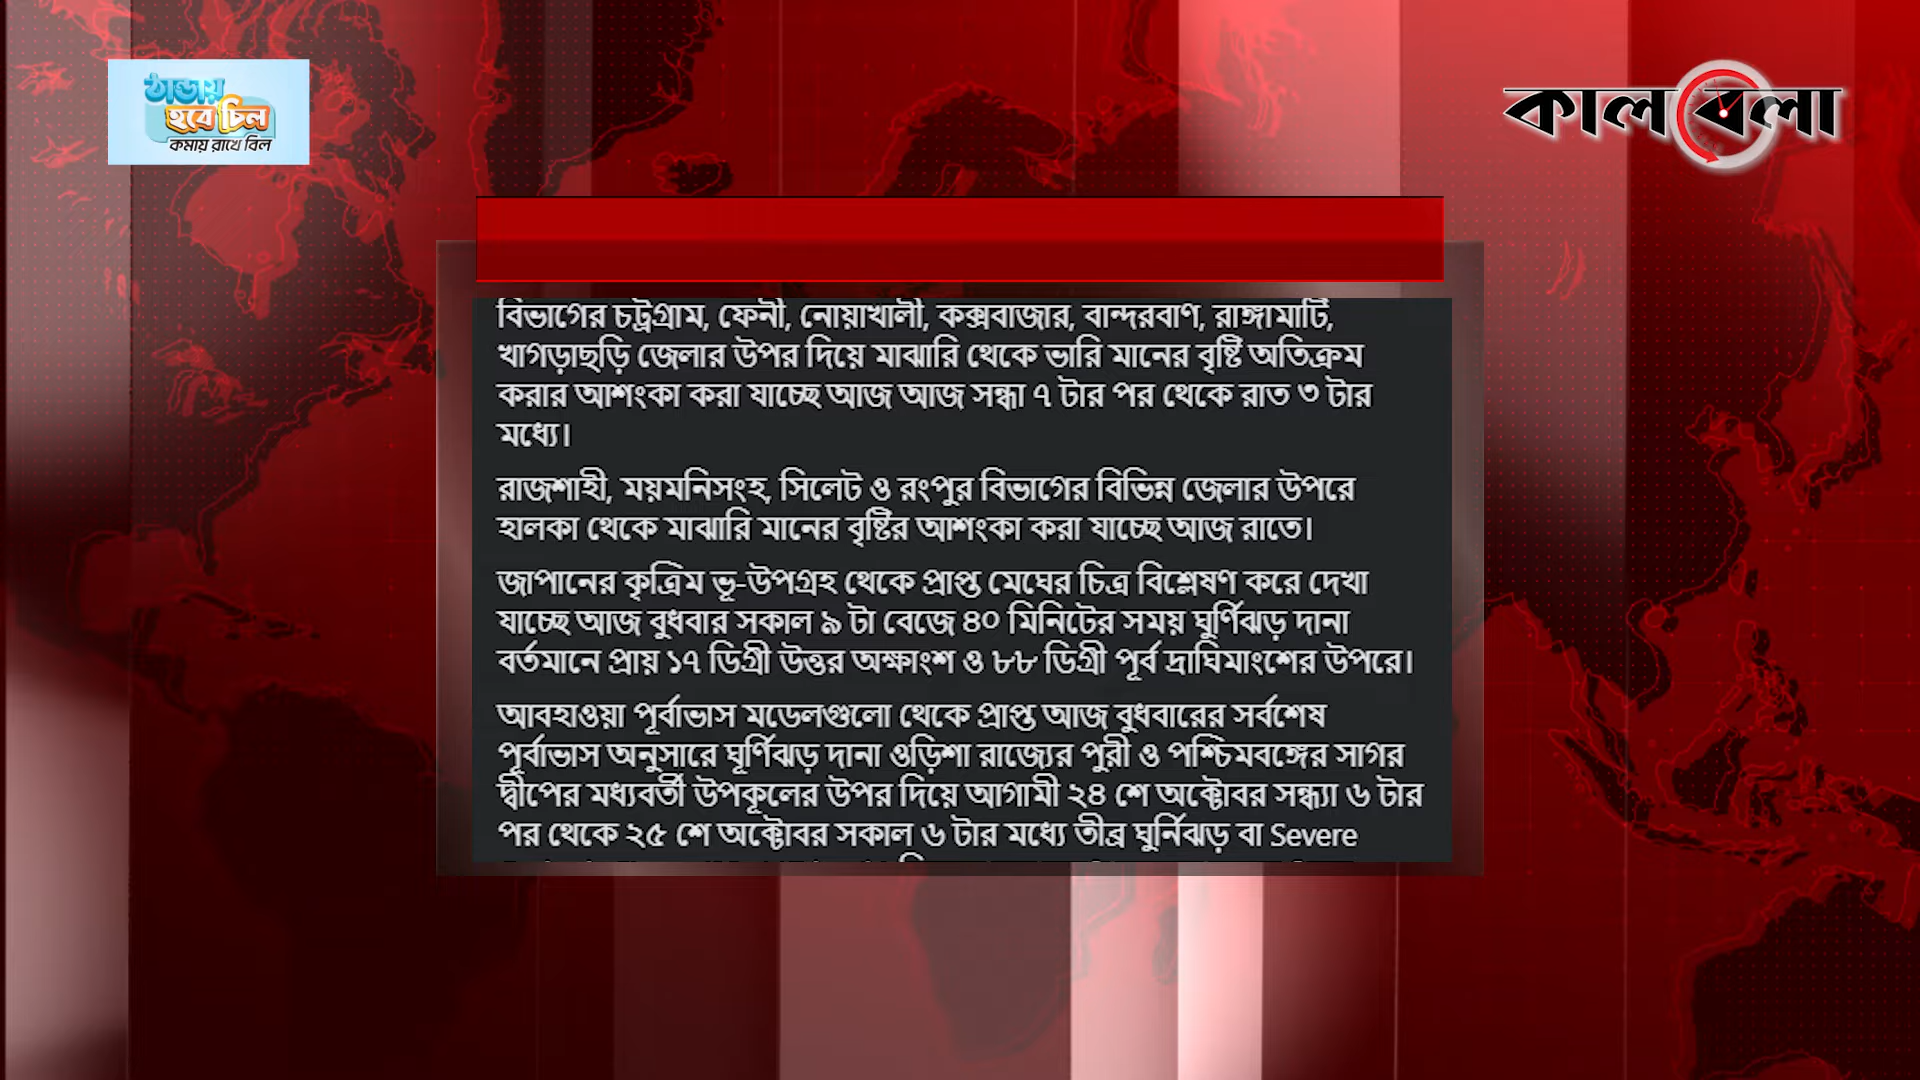 ঠান্ডায়
হবে চিল
কমায় রাখে বিল
কালবেলা
বিভাগের চট্রগ্রাম, ফেনী, নোয়াখালী, কক্সবাজার, বান্দরবাণ, রাঙ্গামাটি,
খাগড়াছড়ি জেলার উপর দিয়ে মাঝারি থেকে ভারি মানের বৃষ্টি অতিক্রম
করার আশংকা করা যাচ্ছে আজ আজ সন্ধা ৭ টার পর থেকে রাত ৩ টার
মধ্যে।
রাজশাহী, ময়মনিসংহ, সিলেট ও রংপুর বিভাগের বিভিন্ন জেলার উপরে
হালকা থেকে মাঝারি মানের বৃষ্টির আশংকা করা যাচ্ছে আজ রাতে।
জাপানের কৃত্রিম ভূ-উপগ্রহ থেকে প্রাপ্ত মেঘের চিত্র বিশ্লেষণ করে দেখা
যাচ্ছে আজ বুধবার সকাল ৯ টা বেজে ৪০ মিনিটের সময় ঘুর্ণিঝড় দানা
বর্তমানে প্রায় ১৭ ডিগ্রী উত্তর অক্ষাংশ ও ৮৮ ডিগ্রী পূর্ব দ্রাঘিমাংশের উপরে।
আবহাওয়া পূর্বাভাস মডেলগুলো থেকে প্রাপ্ত আজ বুধবারের সর্বশেষ
পূর্বাভাস অনুসারে ঘূর্ণিঝড় দানা ওড়িশা রাজ্যের পুরী ও পশ্চিমবঙ্গের সাগর
দ্বীপের মধ্যবর্তী উপকূলের উপর দিয়ে আগামী ২৪ শে অক্টোবর সন্ধ্যা ৬ টার
পর থেকে ২৫ শে অক্টোবর সকাল ৬ টার মধ্যে তীব্র ঘুর্নিঝড় বা Severe